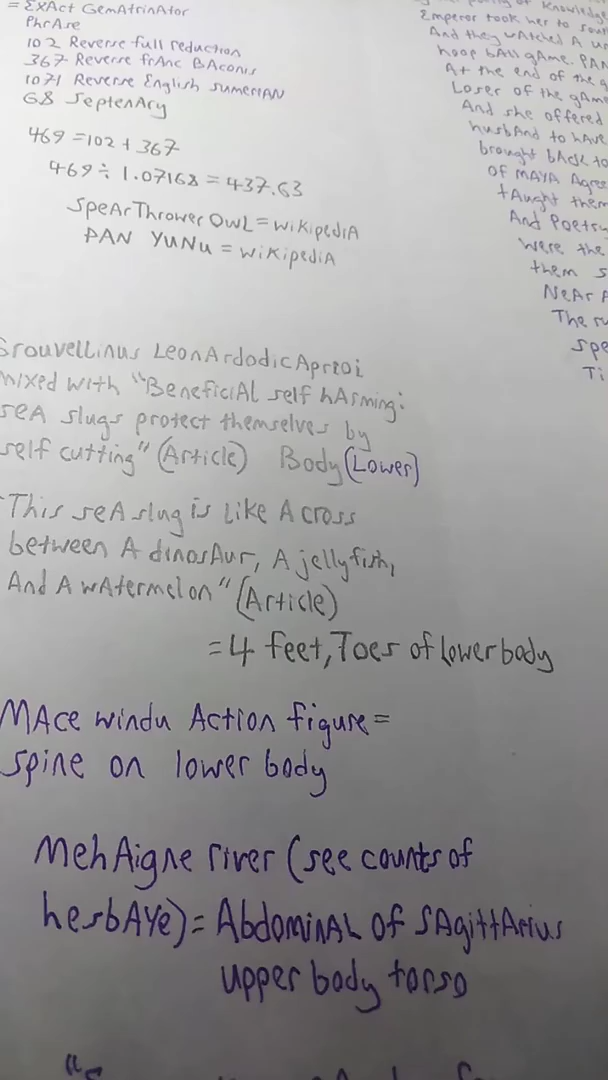 = ExAct GemAtrinAtor
PhrAse
102 Reverse full reduction
367 Reverse frAnc BAconis
1071 Reverse English sumeriAN
68 SeptenAry
469 = 102 + 367
469 ÷ 1.07168 = 437.63
SpeArThrower OwL = wikipediA
PAN YUNu = wikipediA
of Knowledge
Emperor took her to
And they wAtched A
hoop bAll gAme. PAN
At the end of the
Loser of the gAme
And she offered
husbAnd to hAve
brought bAck to
of MAYA Agree
tAught them
And Poetry
were the
them
NeAr
The
LeonArdodicAprzoi
mixed with "BeneficiAl self hArming:
seA slugs protect themselves by
self cutting" (Article) Body (Lower)
"This seA slug is Like A cross
between A dinosAur, A jellyfish,
And A wAtermelon" (Article)
= 4 feet, Toes of lower body
MAce windu Action figure =
spine on lower body
MehAigne river (see counts of
hesbAYe) = AbdominAL of SAgittArius
upper body torso